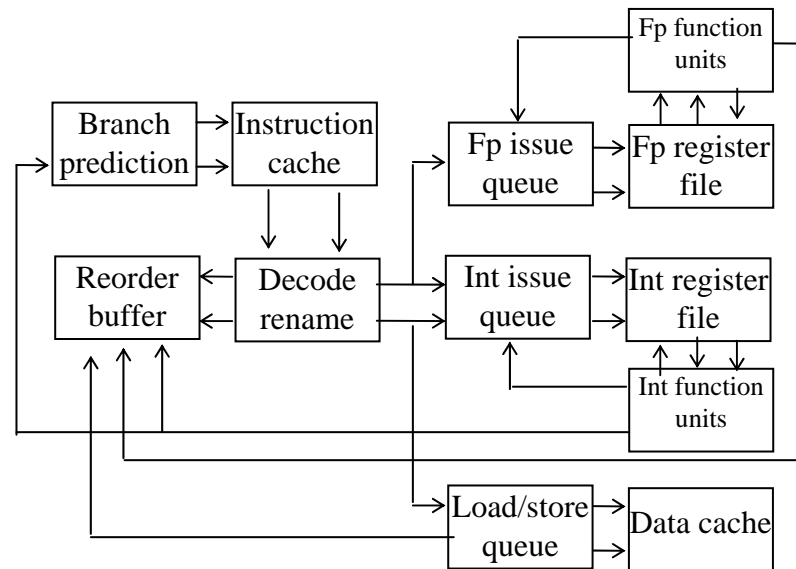 Fp function
units
Branch
prediction
Instruction
cache
Fp issue
queue
Fp register
file
Reorder
buffer
Decode
rename
Int issue
queue
Int register
file
Int function
units
Load/store
queue
Data cache